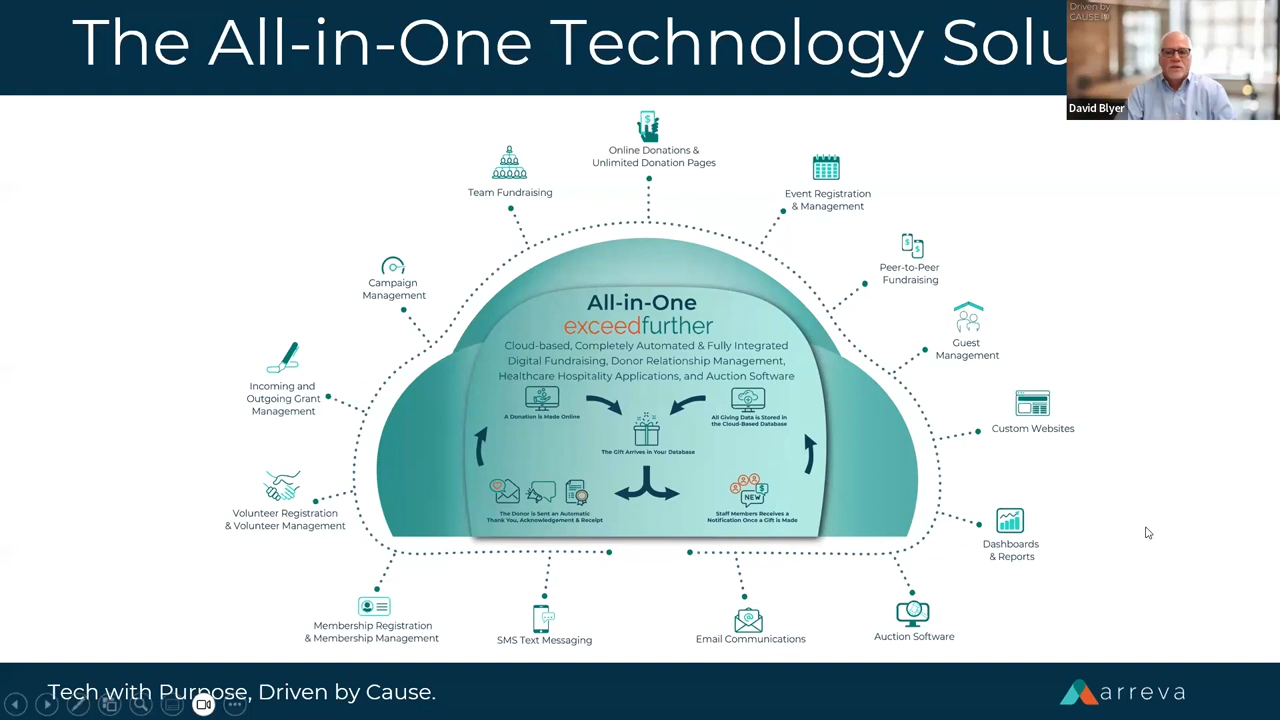 The All-in-One Technology Solu
Driven by
CAUSE
David Blyer
Online Donations &
Unlimited Donation Pages
Team Fundraising
Event Registration
& Management
Peer-to-Peer
Fundraising
Campaign
Management
Guest
Management
Incoming and
Outgoing Grant
Management
Custom Websites
Volunteer Registration
& Volunteer Management
Dashboards
& Reports
Membership Registration
& Membership Management
SMS Text Messaging
Email Communications
Auction Software
All-in-One
exceedfurther
Cloud-based, Completely Automated & Fully Integrated
Digital Fundraising, Donor Relationship Management,
Healthcare Hospitality Applications, and Auction Software
A Donation is Made Online
All Giving Data is Stored in
the Cloud-Based Database
The Gift Arrives in Your Database
NEW
The Donor is Sent an Automatic
Thank You, Acknowledgement & Receipt
Staff Members Receives a
Notification Once a Gift is Made
Tech with Purpose, Driven by Cause.
arreva